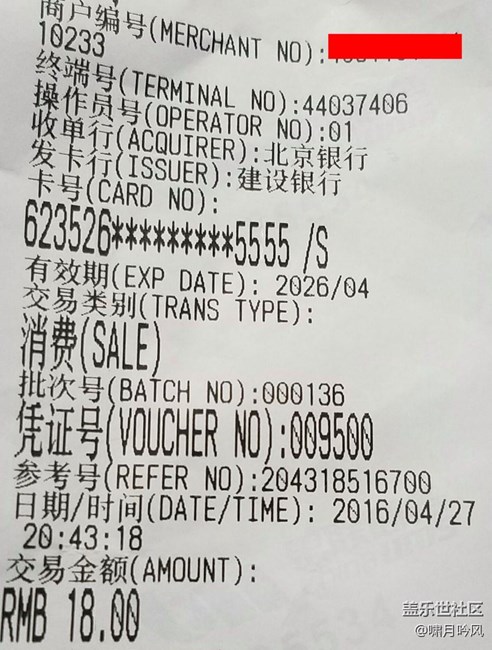 商户编号(MERCHANT NO):
10233
终端号(TERMINAL NO):44037406
操作员号(OPERATOR NO):01
收单行(ACQUIRER):北京银行
发卡行(ISSUER):建设银行
卡号(CARD NO):
623526*********5555 /S
有效期(EXP DATE): 2026/04
交易类别(TRANS TYPE):
消费(SALE)
批次号(BATCH NO):000136
凭证号(VOUCHER NO):009500
参考号(REFER NO):204318516700
日期/时间(DATE/TIME): 2016/04/27
20:43:18
交易金额(AMOUNT):
RMB 18.00
盖乐世社区
@啸月吟风